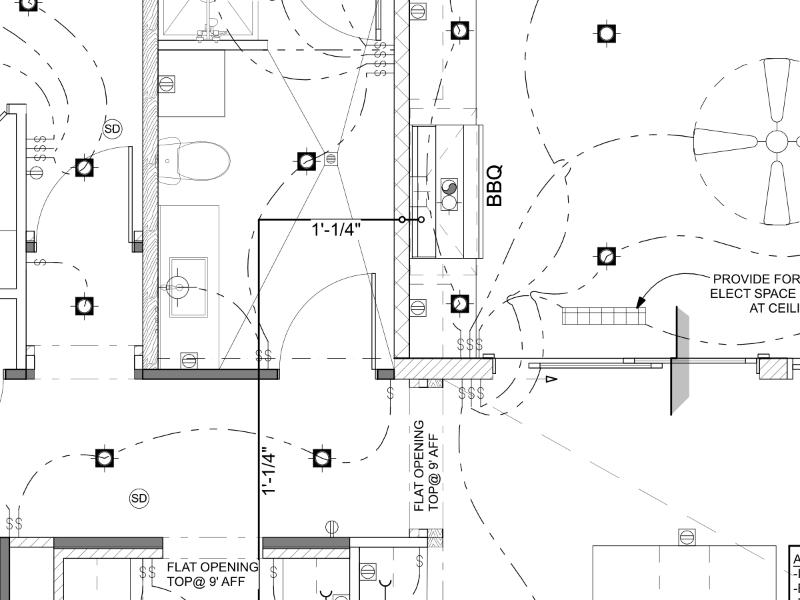 SD
BBQ
1'-1/4"
PROVIDE FOR
ELECT SPACE
AT CEILI
1'-1/4"
FLAT OPENING
TOP@ 9' AFF
SD
FLAT OPENING
TOP@ 9' AFF